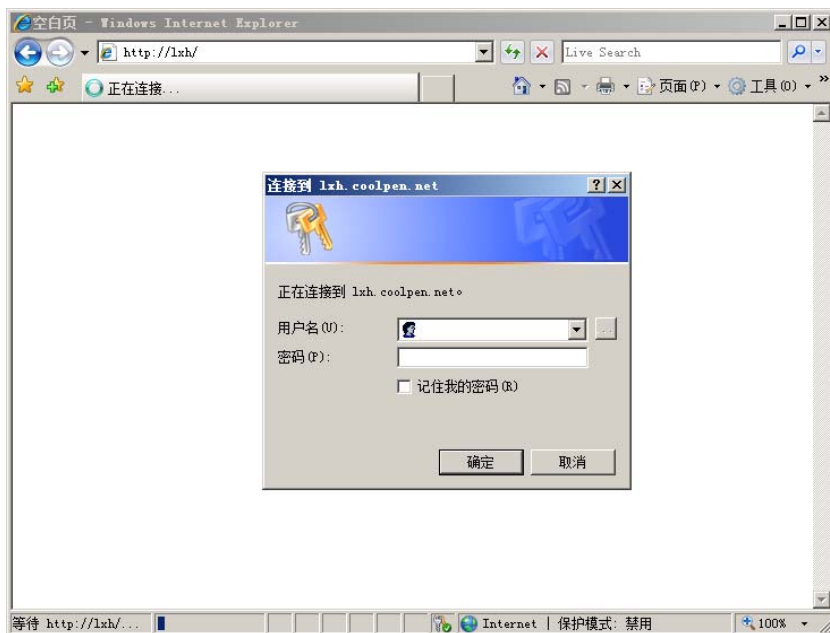 空白页 - Windows Internet Explorer
http://lxh/
Live Search
正在连接...
页面(P)
工具(O)
连接到 lxh.coolpen.net
正在连接到 lxh.coolpen.net。
用户名(U):
密码(P):
记住我的密码(R)
确定
取消
等待 http://lxh/...
Internet | 保护模式: 禁用
100%